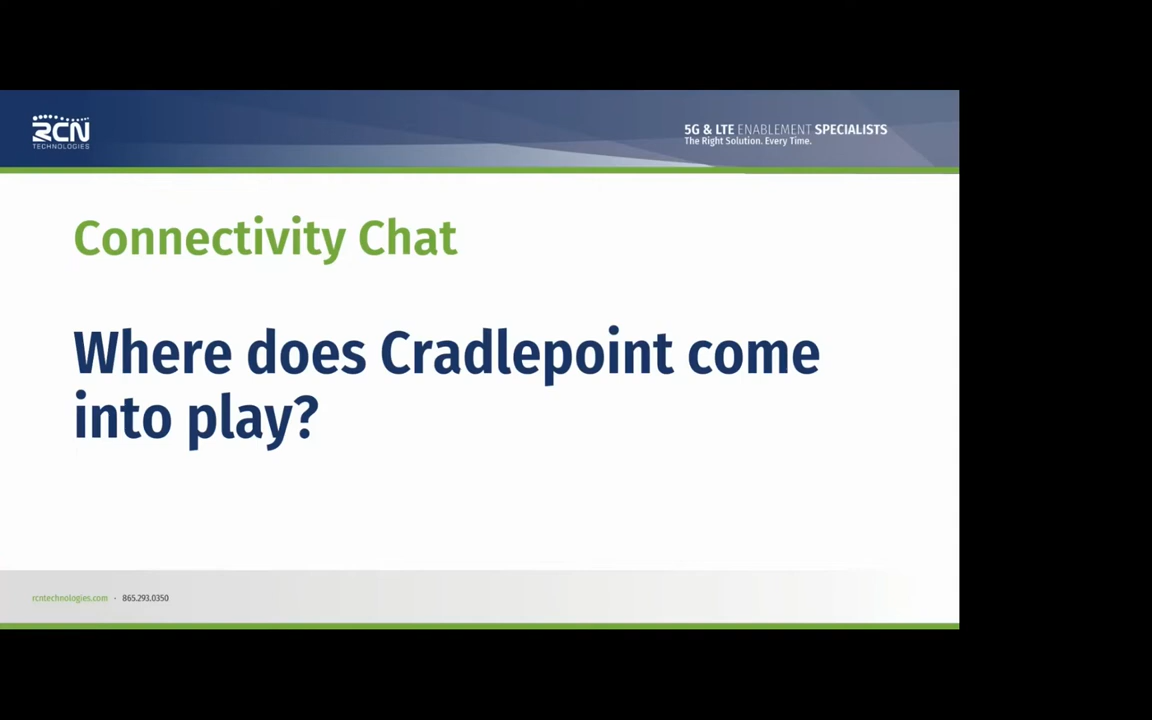 RCN
TECHNOLOGIES
5G & LTE ENABLEMENT SPECIALISTS
The Right Solution. Every Time.
Connectivity Chat
Where does Cradlepoint come
into play?
rcntechnologies.com · 865.293.0350